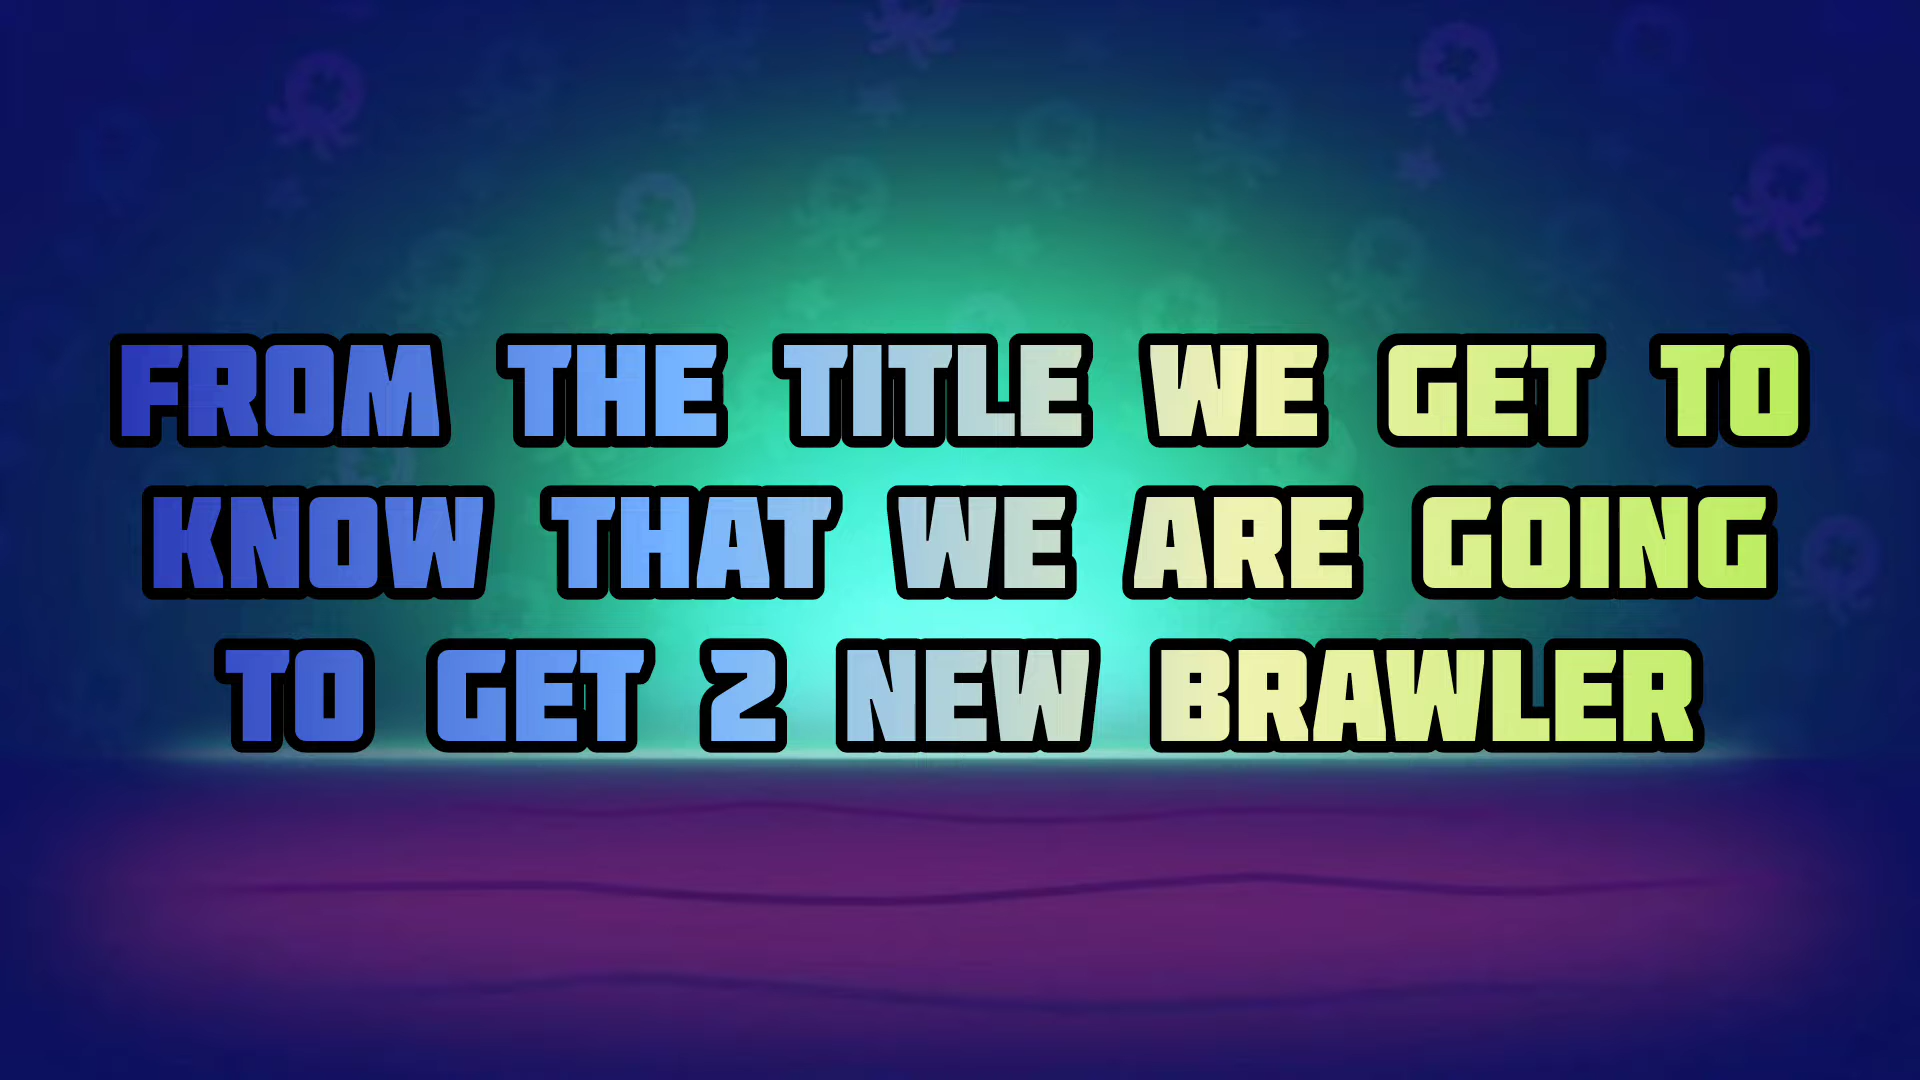 FROM THE TITLE WE GET TO
KNOW THAT WE ARE GOING
TO GET 2 NEW BRAWLER